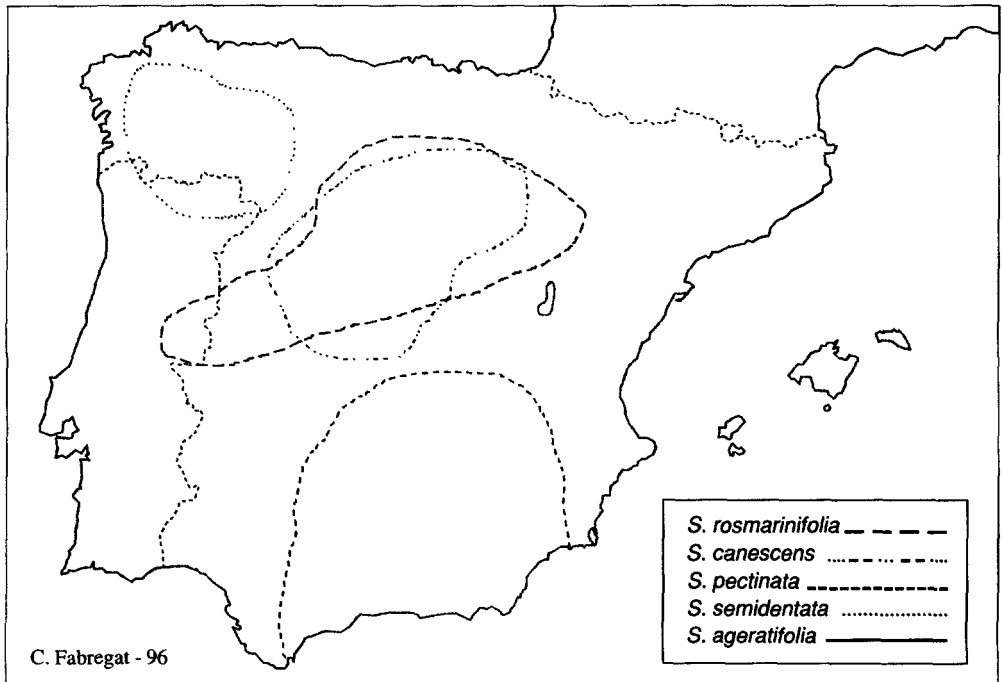 S. rosmarinifolia
S. canescens
S. pectinata
S. semidentata
S. ageratifolia
C. Fabregat - 96